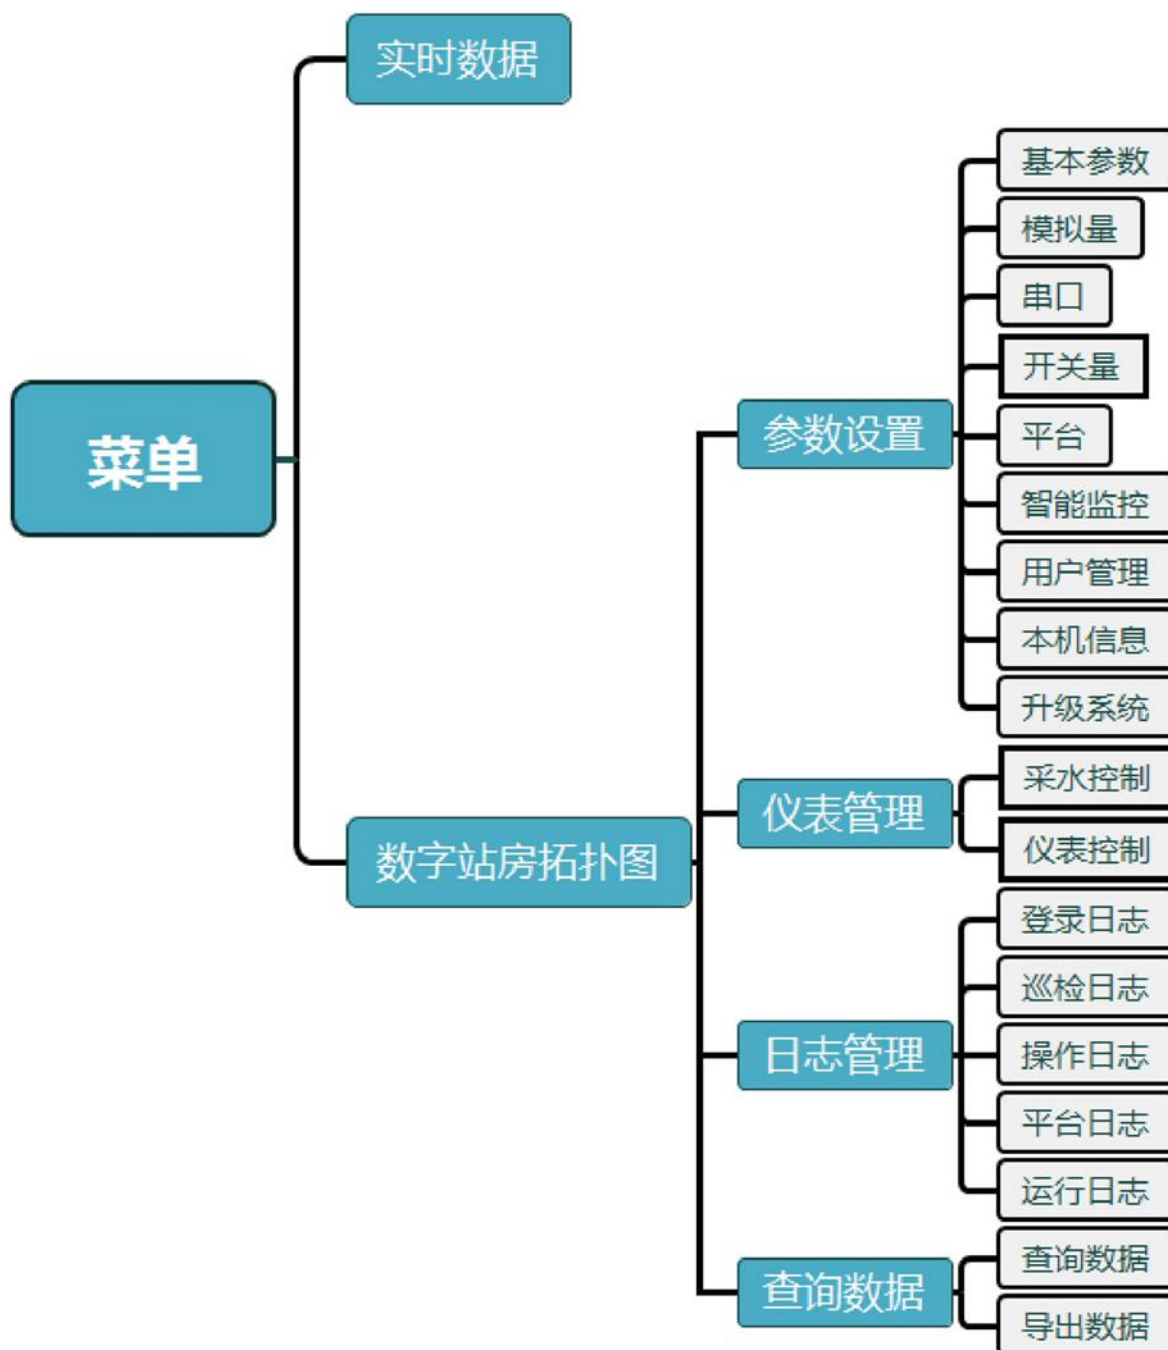 菜单
实时数据
数字站房拓扑图
参数设置
基本参数
模拟量
串口
开关量
平台
智能监控
用户管理
本机信息
升级系统
仪表管理
采水控制
仪表控制
日志管理
登录日志
巡检日志
操作日志
平台日志
运行日志
查询数据
查询数据
导出数据